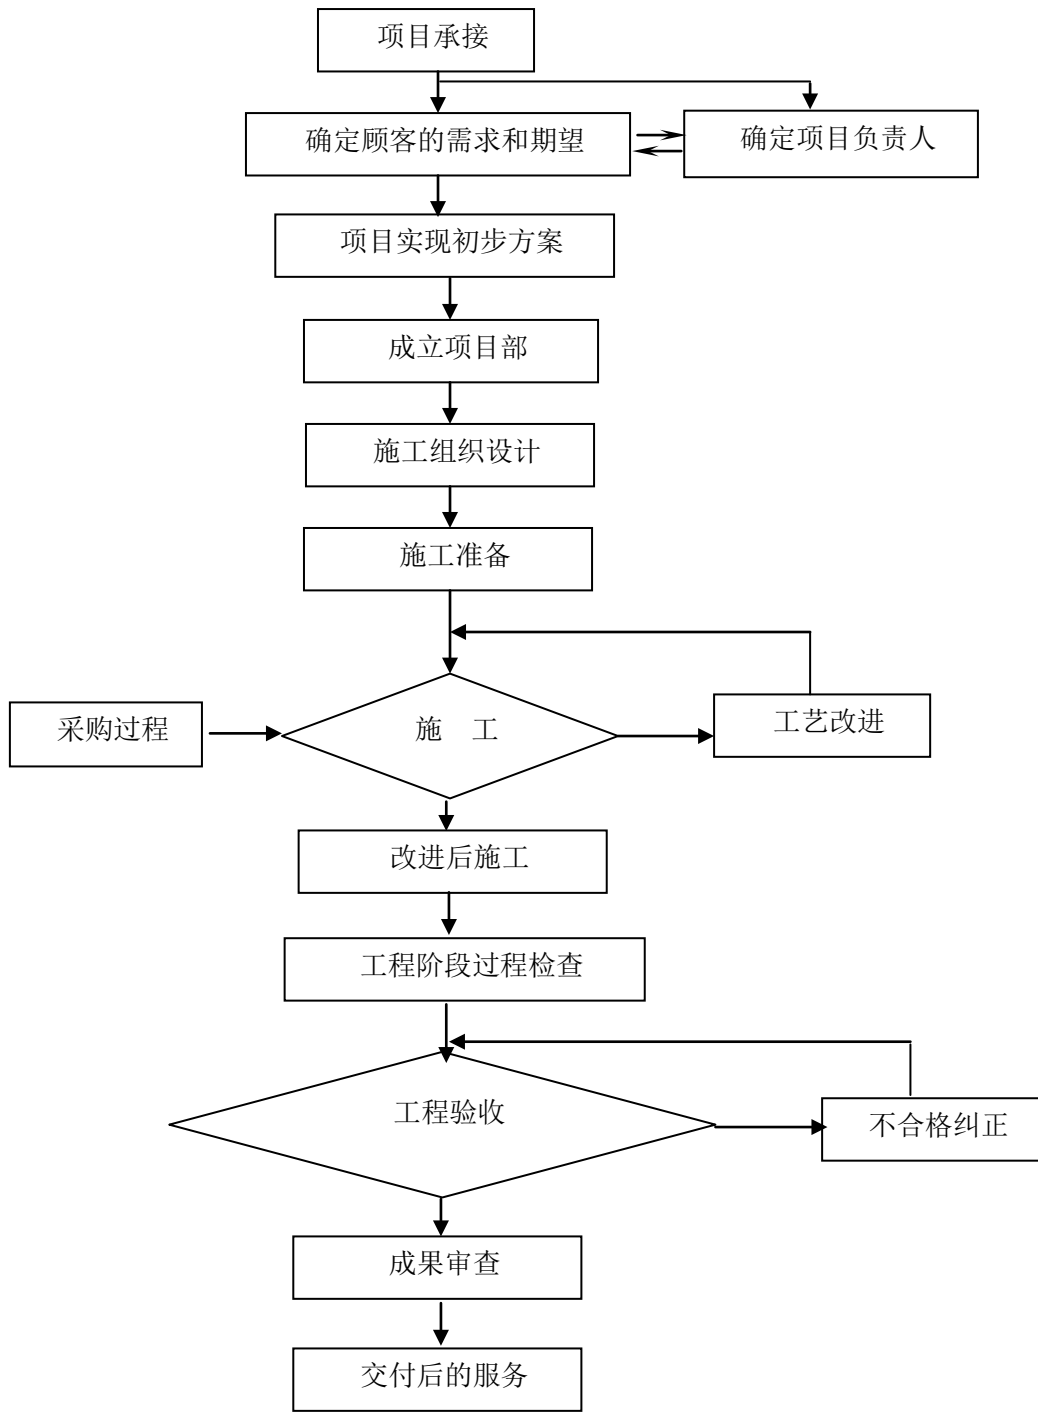 项目承接
确定顾客的需求和期望
确定项目负责人
项目实现初步方案
成立项目部
施工组织设计
施工准备
采购过程
施 工
工艺改进
改进后施工
工程阶段过程检查
工程验收
不合格纠正
成果审查
交付后的服务